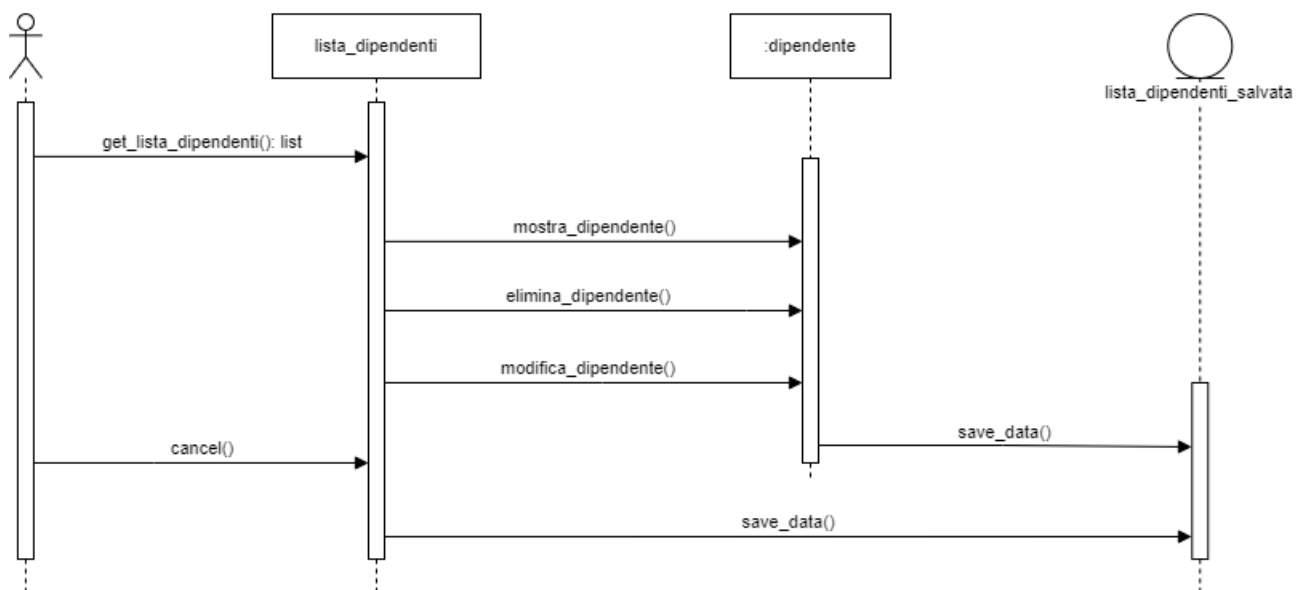 lista_dipendenti
:dipendente
lista_dipendenti_salvata
get_lista_dipendenti(): list
mostra_dipendente()
elimina_dipendente()
modifica_dipendente()
save_data()
cancel()
save_data()